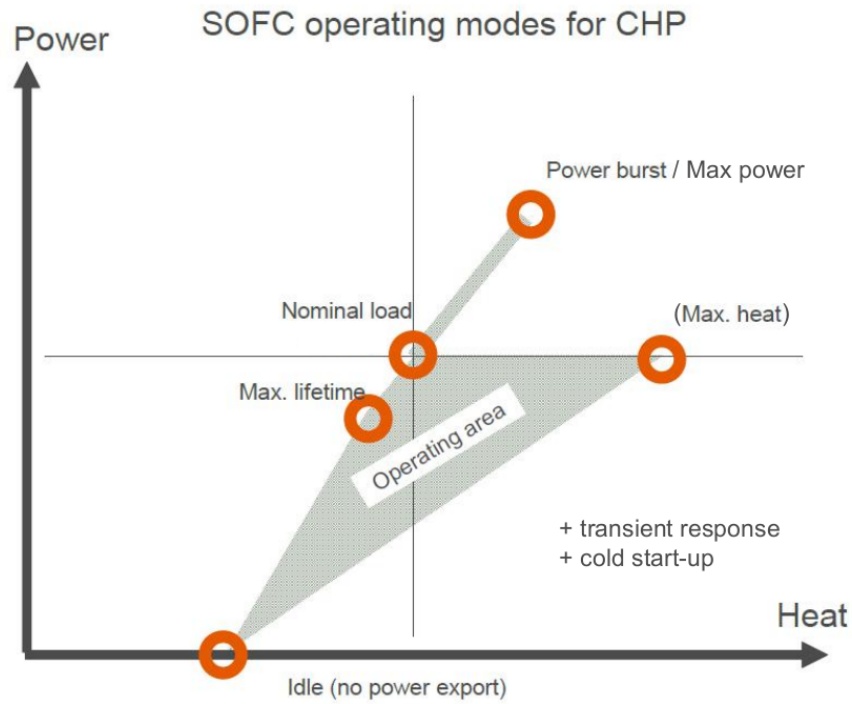 SOFC operating modes for CHP
Power
Power burst / Max power
Nominal load
(Max. heat)
Max. lifetime
Operating area
+ transient response
+ cold start-up
Heat
Idle (no power export)